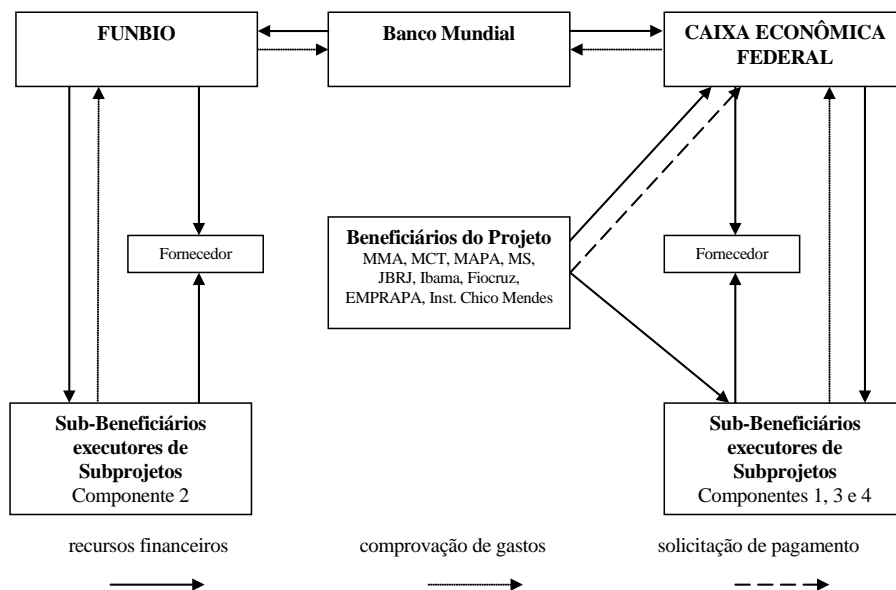 FUNBIO
Banco Mundial
CAIXA ECONÔMICA
FEDERAL
Fornecedor
Beneficiários do Projeto
MMA, MCT, MAPA, MS,
JBRJ, Ibama, Fiocruz,
EMPRAPA, Inst. Chico Mendes
Fornecedor
Sub-Beneficiários
executores de
Subprojetos
Componente 2
Sub-Beneficiários
executores de
Subprojetos
Componentes 1, 3 e 4
recursos financeiros
comprovação de gastos
solicitação de pagamento